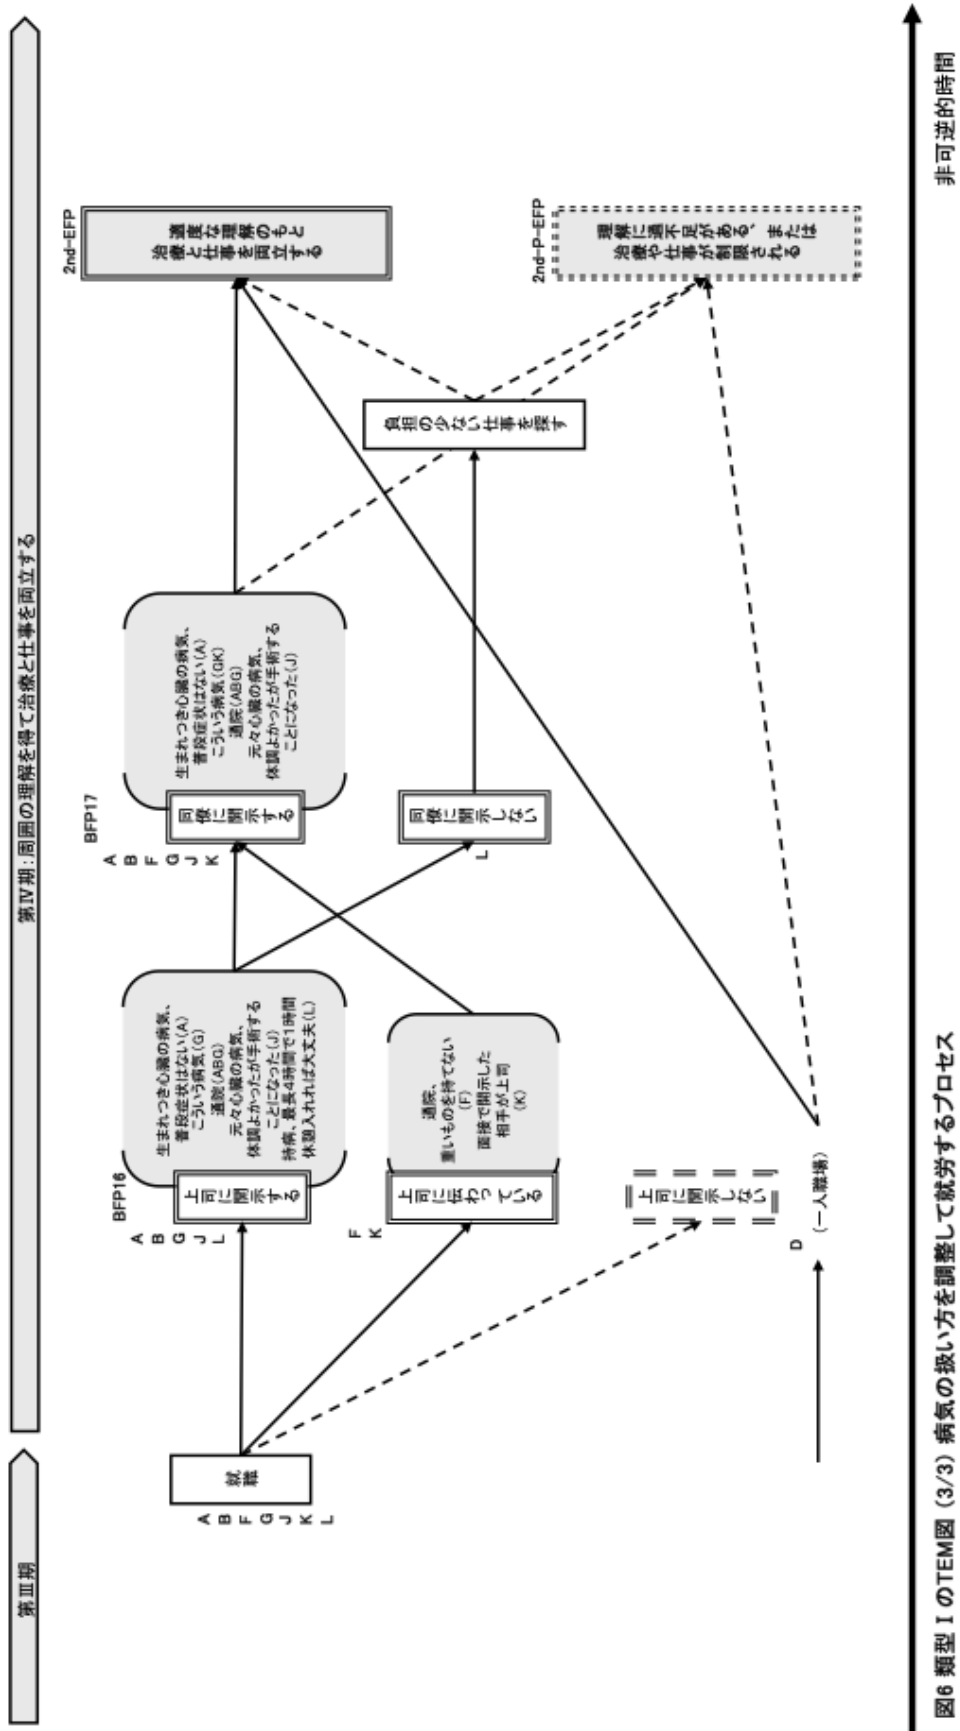 第Ⅲ期
第Ⅳ期:周囲の理解を得て治療と仕事を両立する
就職
A
B
F
G
J
K
L
BFP16
A
B
G
J
L
上司に開示する
生まれつき心臓の病気、
普段症状はない(A)
こういう病気(G)
通院(ABG)
元々心臓の病気、
体調よかったが手術する
ことになった(J)
持病、最長4時間で1時間
休憩入れれば大丈夫(L)
F
K
上司に伝わっている
通院、
重いものを持てない
(F)
面接で開示した
相手が上司
(K)
上司に開示しない
D
(一人職場)
BFP17
A
B
F
G
J
K
同僚に開示する
生まれつき心臓の病気、
普段症状はない(A)
こういう病気(GK)
通院(ABG)
元々心臓の病気、
体調よかったが手術する
ことになった(J)
L
同僚に開示しない
負担の少ない仕事を探す
2nd-EFP
適度な理解のもと
治療と仕事を両立する
2nd-P-EFP
理解に過不足がある、または
治療や仕事が制限される
非可逆的時間
図6 類型ⅠのTEM図(3/3)病気の扱い方を調整して就労するプロセス